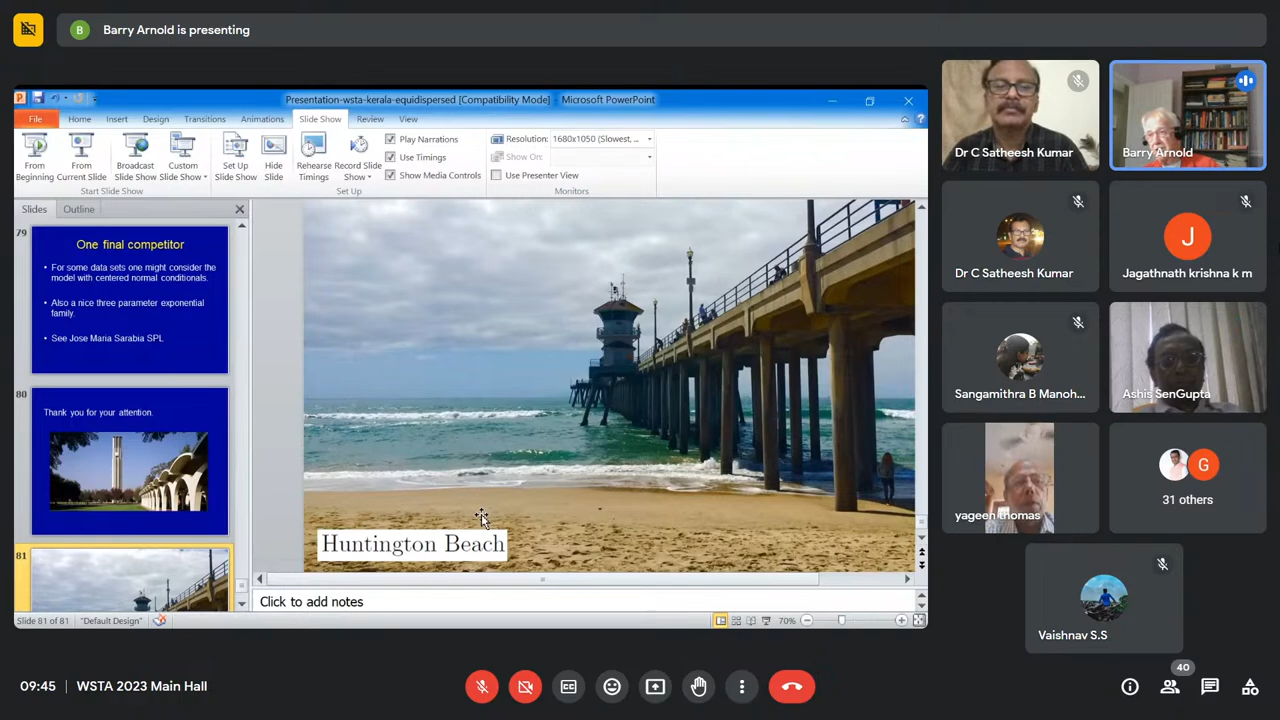 Barry Arnold is presenting
B
Presentation-wsta-kerala-equidispersed [Compatibility Mode] - Microsoft PowerPoint
File Home Insert Design Transitions Animations Slide Show Review View
From Beginning
From Current Slide
Broadcast Slide Show
Custom Slide Show
Set Up Slide Show
Hide Slide
Rehearse Timings
Record Slide Show
Play Narrations
Use Timings
Show Media Controls
Resolution: 1680x1050 (Slowest, ...
Show On:
Use Presenter View
Start Slide Show
Set Up
Monitors
Slides Outline
79
One final competitor
• For some data sets one might consider the
model with centered normal conditionals.
• Also a nice three parameter exponential
family.
• See Jose Maria Sarabia SPL
80
Thank you for your attention.
81
Huntington Beach
Click to add notes
Slide 81 of 81 "Default Design" 70%
Dr C Satheesh Kumar
Barry Arnold
Dr C Satheesh Kumar
J
Jagathnath krishna k m
Sangamithra B Manoh...
Ashis SenGupta
yageen thomas
G
31 others
Vaishnav S.S
09:45 | WSTA 2023 Main Hall
40